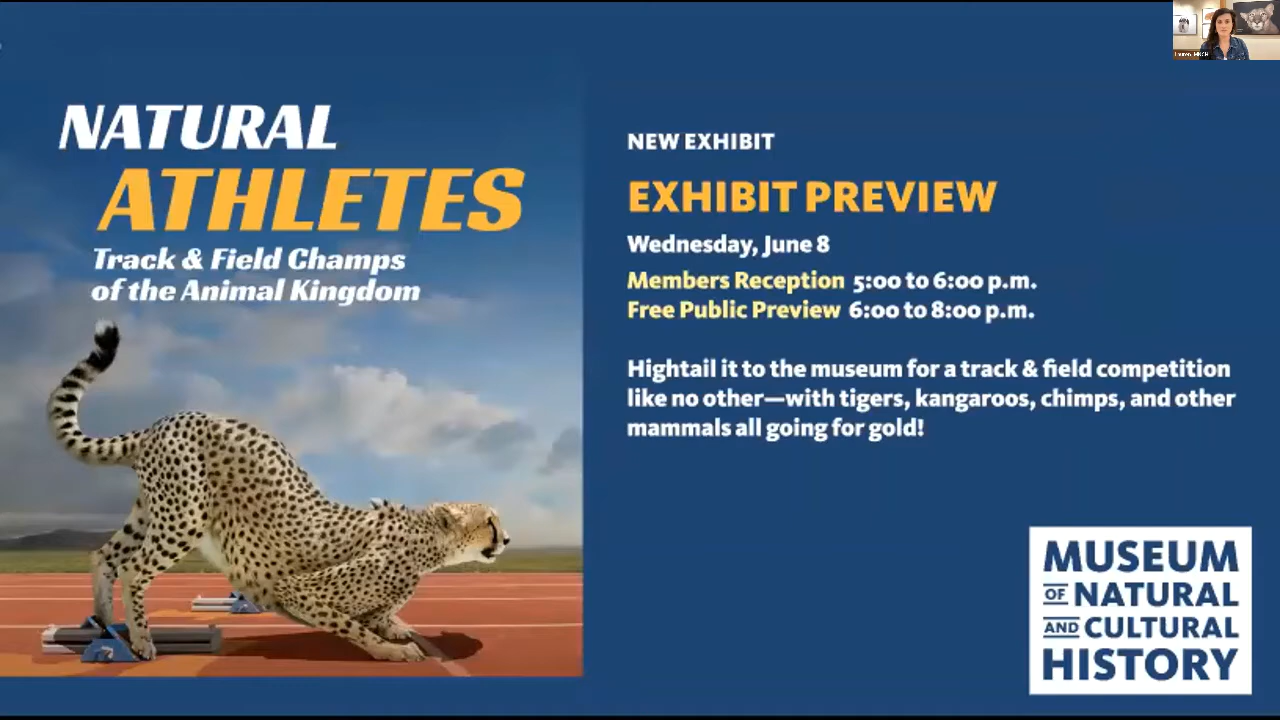 NATURAL
ATHLETES
Track & Field Champs
of the Animal Kingdom
NEW EXHIBIT
EXHIBIT PREVIEW
Wednesday, June 8
Members Reception 5:00 to 6:00 p.m.
Free Public Preview 6:00 to 8:00 p.m.
Hightail it to the museum for a track & field competition
like no other—with tigers, kangaroos, chimps, and other
mammals all going for gold!
MUSEUM
OF NATURAL
AND CULTURAL
HISTORY